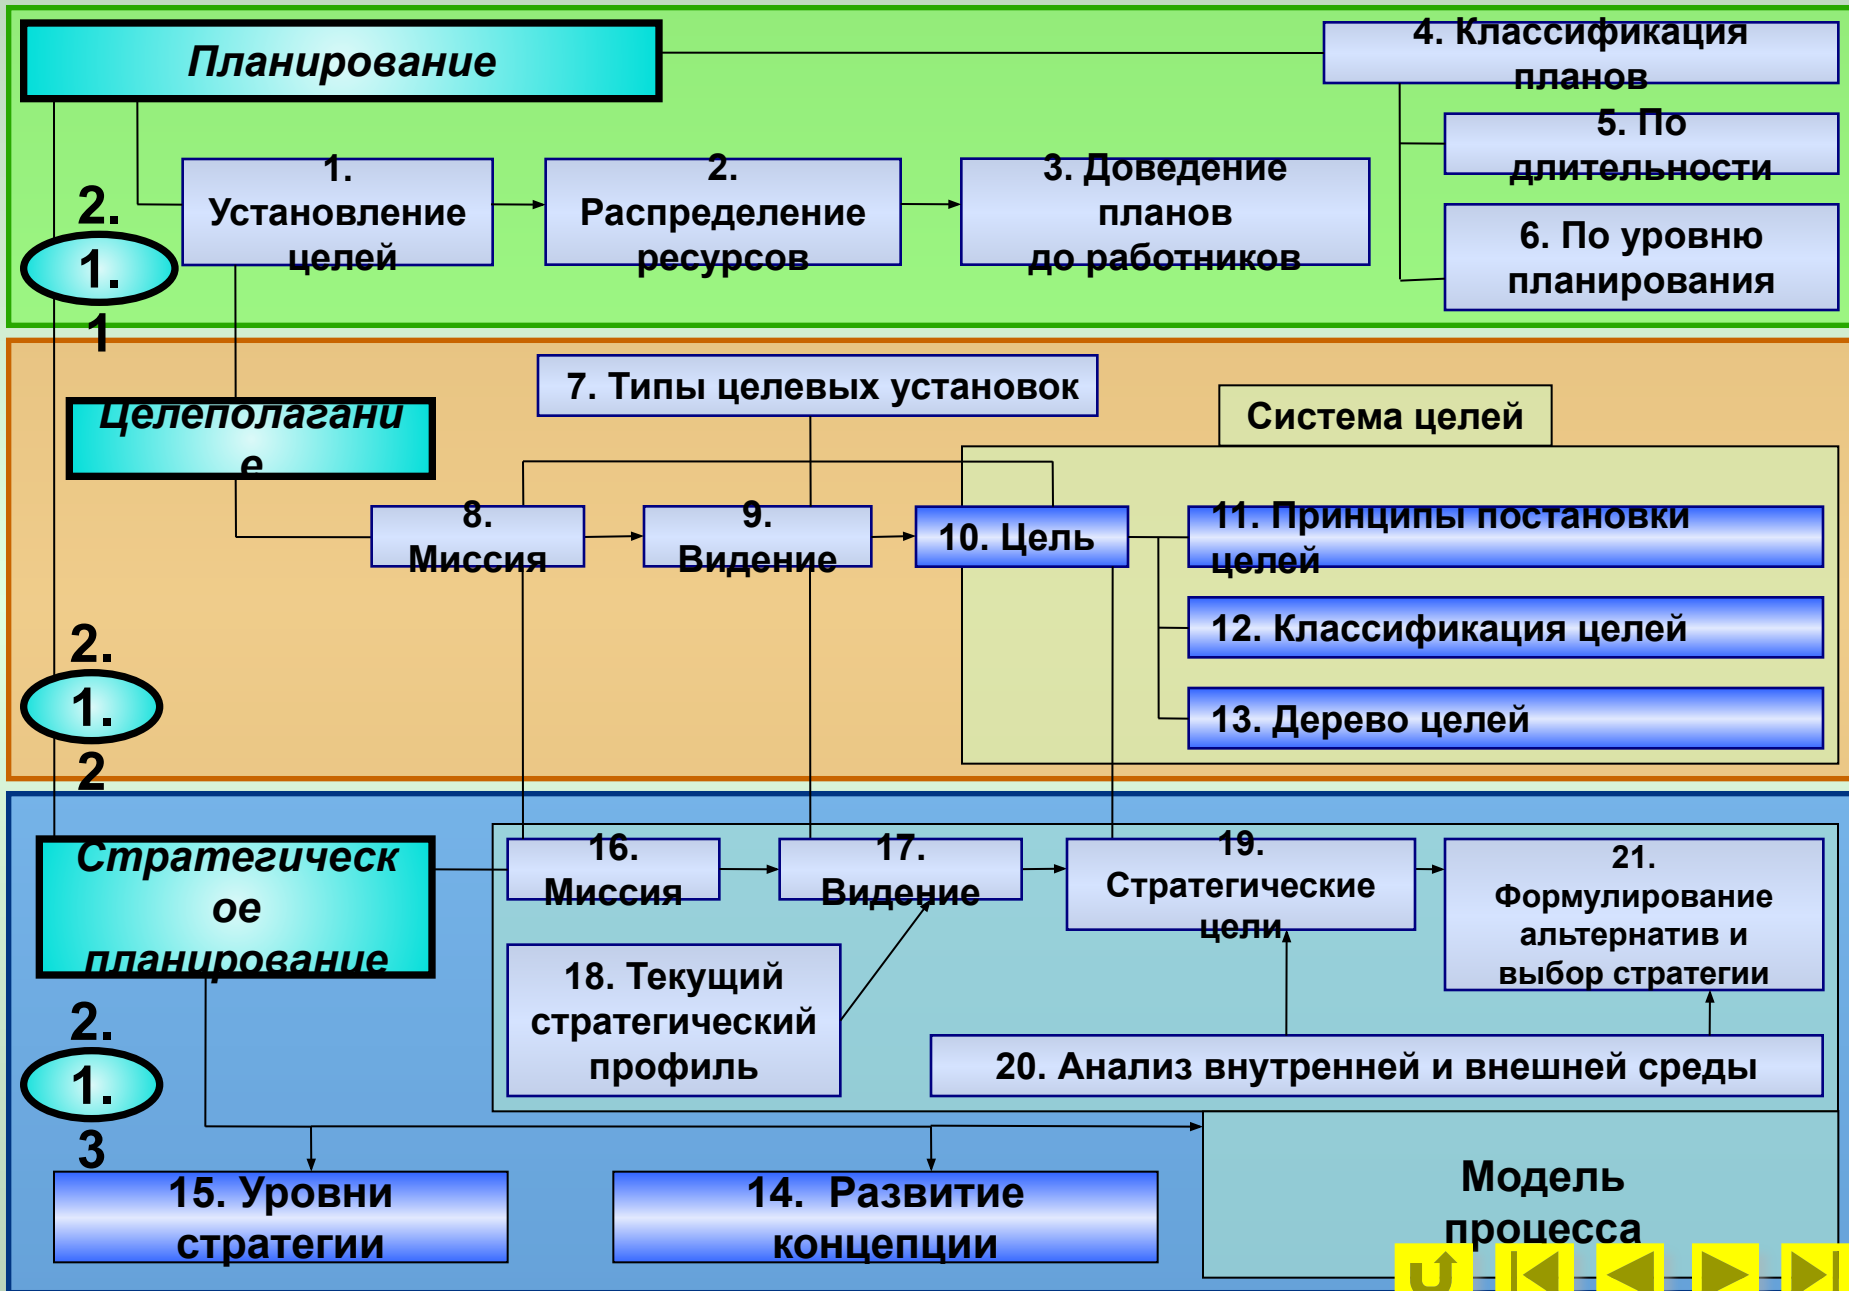 Планирование
4. Классификация
планов
5. По
длительности
6. По уровню
планирования
1.
Установление
целей
2.
Распределение
ресурсов
3. Доведение
планов
до работников
2.
1.
1
7. Типы целевых установок
Целеполагани
е
Система целей
8.
Миссия
9.
Видение
10. Цель
11. Принципы постановки
целей
12. Классификация целей
13. Дерево целей
2.
1.
2
Стратегическ
ое
планирование
16.
Миссия
17.
Видение
19.
Стратегические
цели
21.
Формулирование
альтернатив и
выбор стратегии
18. Текущий
стратегический
профиль
20. Анализ внутренней и внешней среды
2.
1.
3
15. Уровни
стратегии
14. Развитие
концепции
Модель
процесса